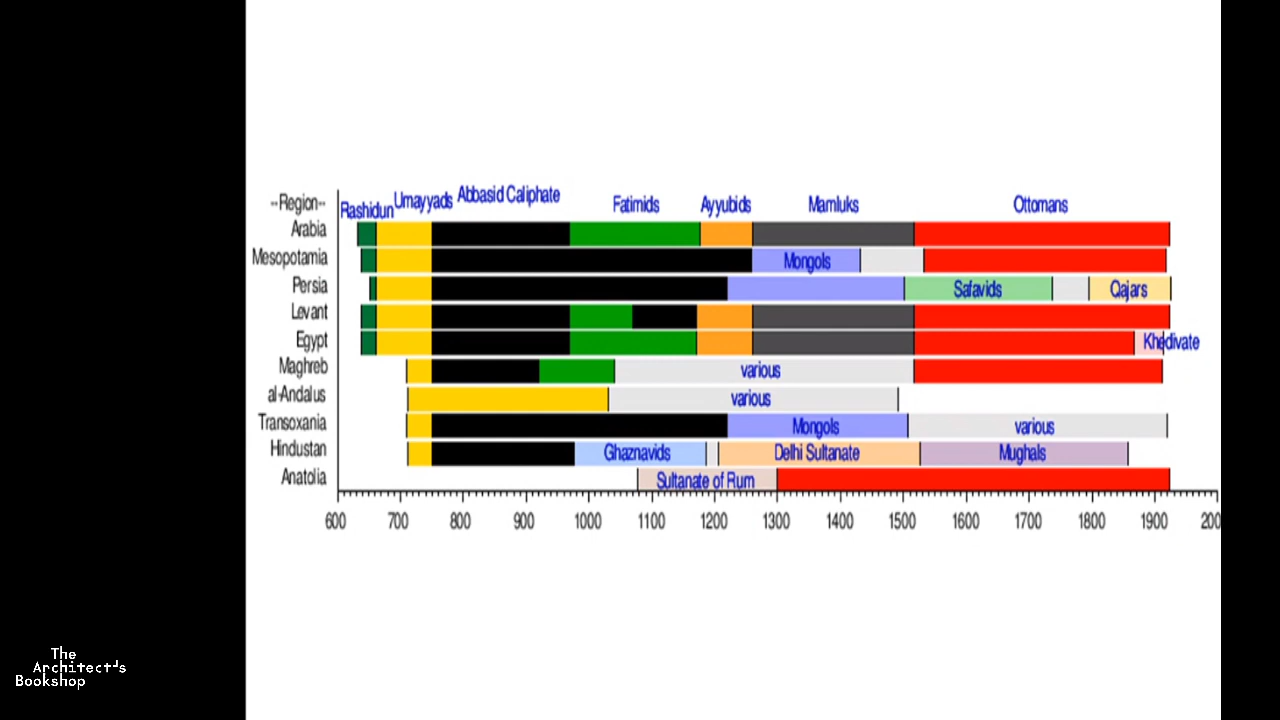 --Region--
Rashidun
Umayyads
Abbasid Caliphate
Fatimids
Ayyubids
Mamluks
Ottomans
Arabia
Mesopotamia
Mongols
Persia
Safavids
Qajars
Levant
Egypt
Khedivate
Maghreb
various
al-Andalus
various
Transoxania
Mongols
various
Hindustan
Ghaznavids
Delhi Sultanate
Mughals
Anatolia
Sultanate of Rum
600 700 800 900 1000 1100 1200 1300 1400 1500 1600 1700 1800 1900 200
The
Architect's
Bookshop